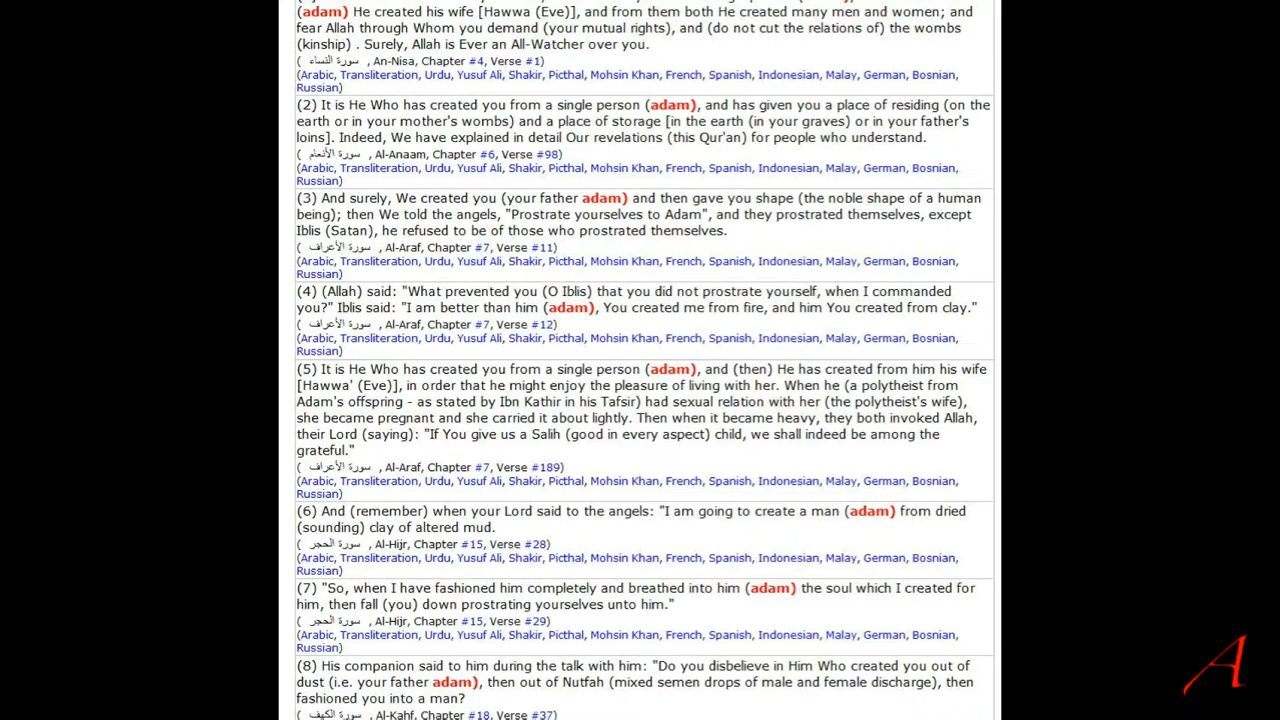 (adam) He created his wife [Hawwa (Eve)], and from them both He created many men and women; and
fear Allah through Whom you demand (your mutual rights), and (do not cut the relations of) the wombs
(kinship) . Surely, Allah is Ever an All-Watcher over you.
( سورة النساء , An-Nisa, Chapter #4, Verse #1)
(Arabic, Transliteration, Urdu, Yusuf Ali, Shakir, Picthal, Mohsin Khan, French, Spanish, Indonesian, Malay, German, Bosnian,
Russian)
(2) It is He Who has created you from a single person (adam), and has given you a place of residing (on the
earth or in your mother's wombs) and a place of storage [in the earth (in your graves) or in your father's
loins]. Indeed, We have explained in detail Our revelations (this Qur'an) for people who understand.
( سورة الأنعام , Al-Anaam, Chapter #6, Verse #98)
(Arabic, Transliteration, Urdu, Yusuf Ali, Shakir, Picthal, Mohsin Khan, French, Spanish, Indonesian, Malay, German, Bosnian,
Russian)
(3) And surely, We created you (your father adam) and then gave you shape (the noble shape of a human
being); then We told the angels, "Prostrate yourselves to Adam", and they prostrated themselves, except
Iblis (Satan), he refused to be of those who prostrated themselves.
( سورة الأعراف , Al-Araf, Chapter #7, Verse #11)
(Arabic, Transliteration, Urdu, Yusuf Ali, Shakir, Picthal, Mohsin Khan, French, Spanish, Indonesian, Malay, German, Bosnian,
Russian)
(4) (Allah) said: "What prevented you (O Iblis) that you did not prostrate yourself, when I commanded
you?" Iblis said: "I am better than him (adam), You created me from fire, and him You created from clay."
( سورة الأعراف , Al-Araf, Chapter #7, Verse #12)
(Arabic, Transliteration, Urdu, Yusuf Ali, Shakir, Picthal, Mohsin Khan, French, Spanish, Indonesian, Malay, German, Bosnian,
Russian)
(5) It is He Who has created you from a single person (adam), and (then) He has created from him his wife
[Hawwa' (Eve)], in order that he might enjoy the pleasure of living with her. When he (a polytheist from
Adam's offspring - as stated by Ibn Kathir in his Tafsir) had sexual relation with her (the polytheist's wife),
she became pregnant and she carried it about lightly. Then when it became heavy, they both invoked Allah,
their Lord (saying): "If You give us a Salih (good in every aspect) child, we shall indeed be among the
grateful."
( سورة الأعراف , Al-Araf, Chapter #7, Verse #189)
(Arabic, Transliteration, Urdu, Yusuf Ali, Shakir, Picthal, Mohsin Khan, French, Spanish, Indonesian, Malay, German, Bosnian,
Russian)
(6) And (remember) when your Lord said to the angels: "I am going to create a man (adam) from dried
(sounding) clay of altered mud.
( سورة الحجر , Al-Hijr, Chapter #15, Verse #28)
(Arabic, Transliteration, Urdu, Yusuf Ali, Shakir, Picthal, Mohsin Khan, French, Spanish, Indonesian, Malay, German, Bosnian,
Russian)
(7) "So, when I have fashioned him completely and breathed into him (adam) the soul which I created for
him, then fall (you) down prostrating yourselves unto him."
( سورة الحجر , Al-Hijr, Chapter #15, Verse #29)
(Arabic, Transliteration, Urdu, Yusuf Ali, Shakir, Picthal, Mohsin Khan, French, Spanish, Indonesian, Malay, German, Bosnian,
Russian)
(8) His companion said to him during the talk with him: "Do you disbelieve in Him Who created you out of
dust (i.e. your father adam), then out of Nutfah (mixed semen drops of male and female discharge), then
fashioned you into a man?
( سورة الكهف , Al-Kahf, Chapter #18, Verse #37)
A